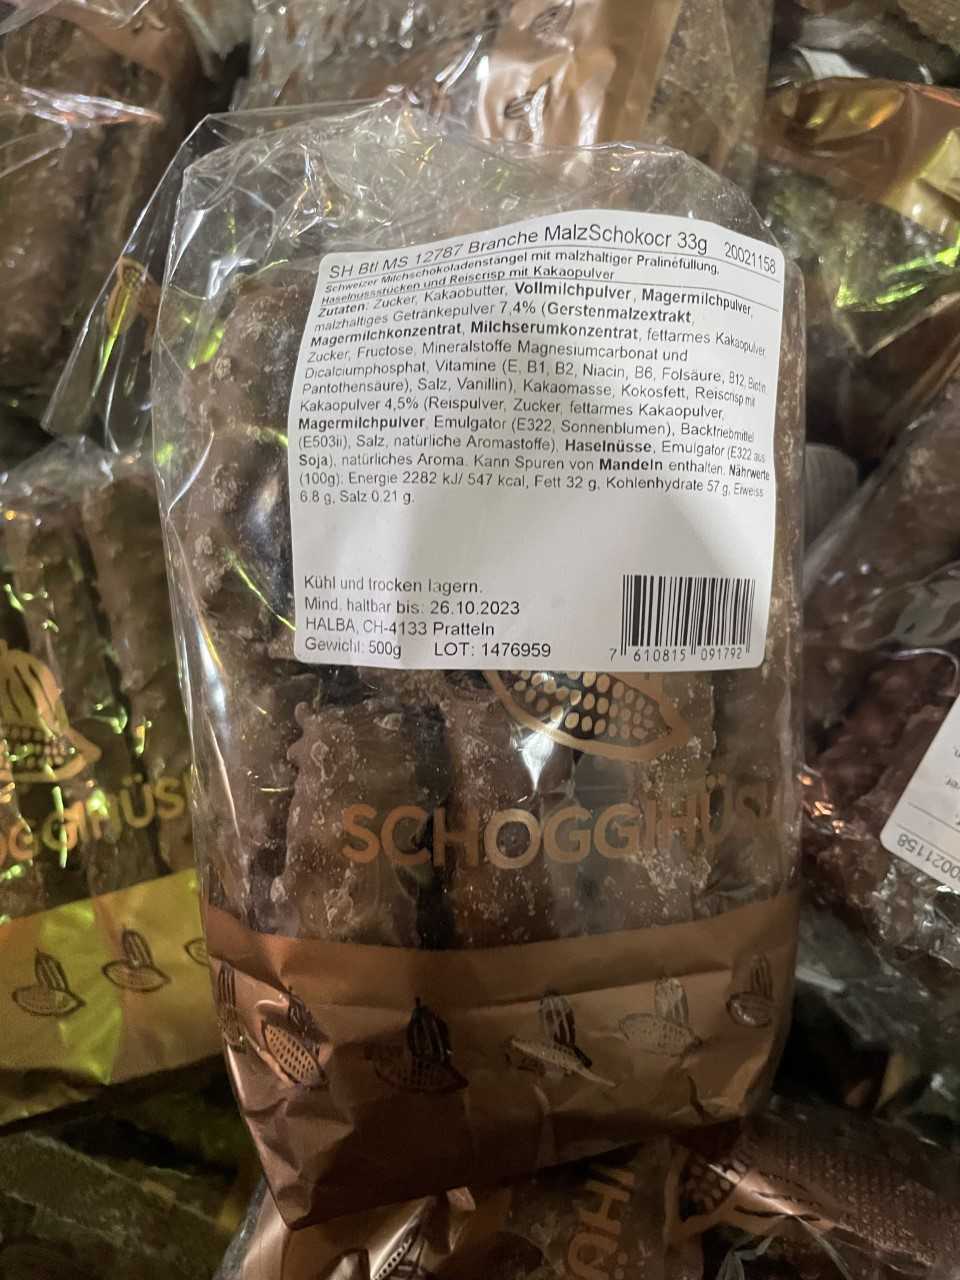 SH Btl MS 12787 Branche MalzSchokocr 33g 20021158
Schweizer Milchschokoladenstängel mit malzhaltiger Pralinéfüllung,
Haselnussstücken und Reiscrisp mit Kakaopulver
Zutaten: Zucker, Kakaobutter, Vollmilchpulver, Magermilchpulver,
malzhaltiges Getränkepulver 7,4% (Gerstenmalzextrakt,
Magermilchkonzentrat, Milchserumkonzentrat, fettarmes Kakaopulver
Zucker, Fructose, Mineralstoffe Magnesiumcarbonat und
Dicalciumphosphat, Vitamine (E, B1, B2, Niacin, B6, Folsäure, B12, Biotin,
Pantothensäure), Salz, Vanillin), Kakaomasse, Kokosfett, Reiscrisp mit
Kakaopulver 4,5% (Reispulver, Zucker, fettarmes Kakaopulver,
Magermilchpulver, Emulgator (E322, Sonnenblumen), Backtriebmittel
(E503ii), Salz, natürliche Aromastoffe), Haselnüsse, Emulgator (E322 aus
Soja), natürliches Aroma. Kann Spuren von Mandeln enthalten. Nährwerte
(100g): Energie 2282 kJ/ 547 kcal, Fett 32 g, Kohlenhydrate 57 g, Eiweiss
6.8 g, Salz 0.21 g.
Kühl und trocken lagern.
Mind. haltbar bis: 26.10.2023
HALBA, CH-4133 Pratteln
Gewicht: 500g LOT: 1476959
7 610815 091792
SCHOGGIHÜS
OGGIHÜS
20021158
HÜ